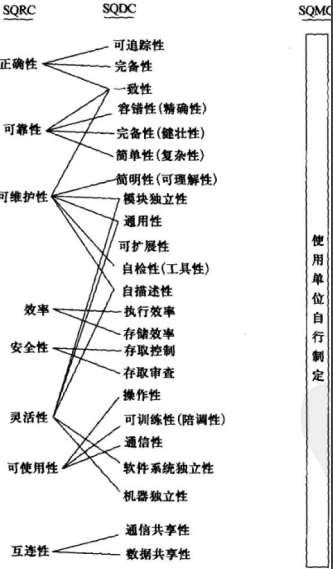 SQRC SQDC SQMC
可追踪性
正确性 完备性
一致性
容错性(精确性)
可靠性 完备性(健壮性)
简单性(复杂性)
简明性(可理解性)
可维护性 模块独立性
通用性
可扩展性
自检性(工具性)
自描述性
效率 执行效率
存储效率
安全性 存取控制
存取审查
操作性
灵活性 可训练性(陪调性)
通信性
可使用性 软件系统独立性
机器独立性
通信共享性
互连性 数据共享性
使用单位自行制定